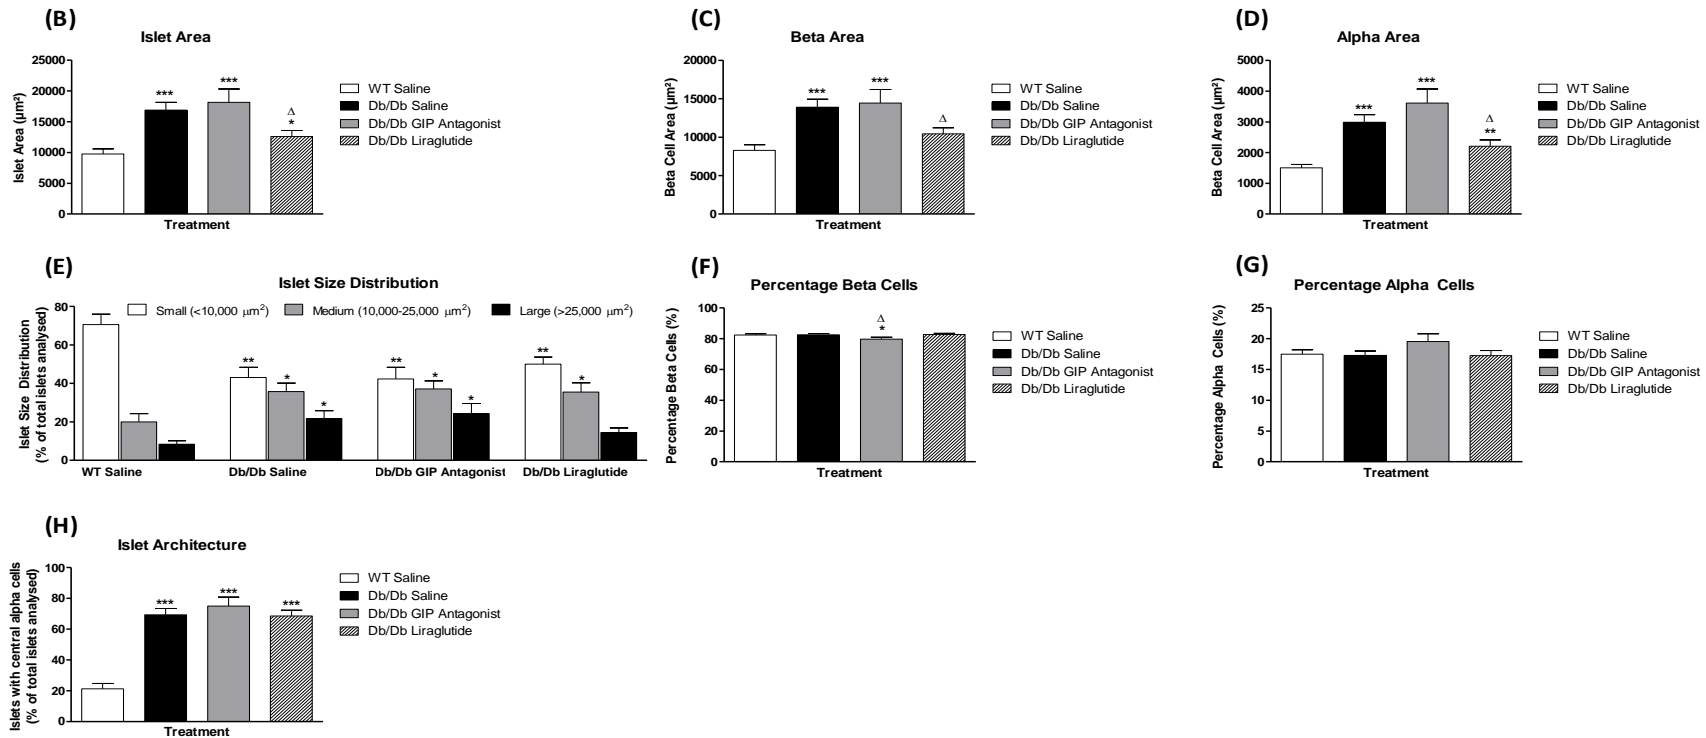 (B)
Islet Area
Islet Area (µm²)
25000
20000
15000
10000
5000
0
***
***
Δ
*
Treatment
WT Saline
Db/Db Saline
Db/Db GIP Antagonist
Db/Db Liraglutide
(C)
Beta Area
Beta Cell Area (µm²)
20000
15000
10000
5000
0
***
***
Δ
Treatment
WT Saline
Db/Db Saline
Db/Db GIP Antagonist
Db/Db Liraglutide
(D)
Alpha Area
Beta Cell Area (µm²)
5000
4000
3000
2000
1000
0
***
***
Δ
**
Treatment
WT Saline
Db/Db Saline
Db/Db GIP Antagonist
Db/Db Liraglutide
(E)
Islet Size Distribution
Islet Size Distribution
(% of total islets analysed)
80
60
40
20
0
Small (<10,000 µm²)
Medium (10,000-25,000 µm²)
Large (>25,000 µm²)
**
*
*
**
*
*
**
*
WT Saline
Db/Db Saline
Db/Db GIP Antagonist
Db/Db Liraglutide
(F)
Percentage Beta Cells
Percentage Beta Cells (%)
100
80
60
40
20
0
Δ
*
Treatment
WT Saline
Db/Db Saline
Db/Db GIP Antagonist
Db/Db Liraglutide
(G)
Percentage Alpha Cells
Percentage Alpha Cells (%)
25
20
15
10
5
0
Treatment
WT Saline
Db/Db Saline
Db/Db GIP Antagonist
Db/Db Liraglutide
(H)
Islet Architecture
Islets with central alpha cells
(% of total islets analysed)
100
80
60
40
20
0
***
***
***
Treatment
WT Saline
Db/Db Saline
Db/Db GIP Antagonist
Db/Db Liraglutide